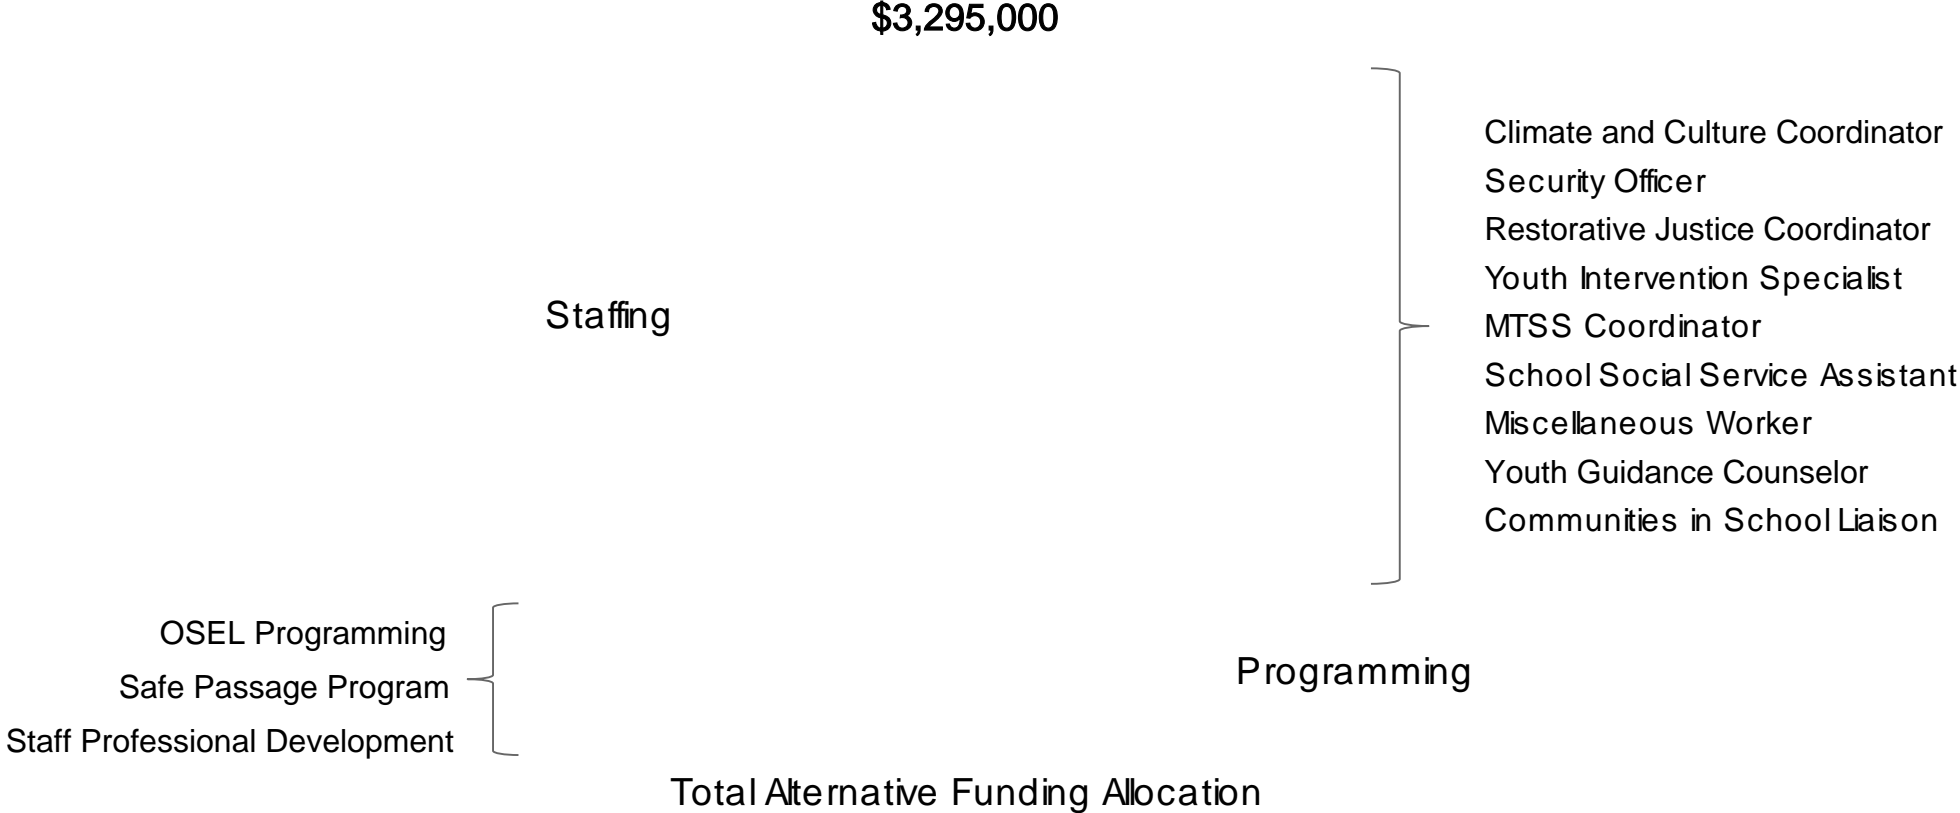 $3,295,000
Climate and Culture Coordinator
Security Officer
Restorative Justice Coordinator
Youth Intervention Specialist
MTSS Coordinator
School Social Service Assistant
Miscellaneous Worker
Youth Guidance Counselor
Communities in School Liaison
Staffing
OSEL Programming
Safe Passage Program
Staff Professional Development
Programming
Total Alternative Funding Allocation